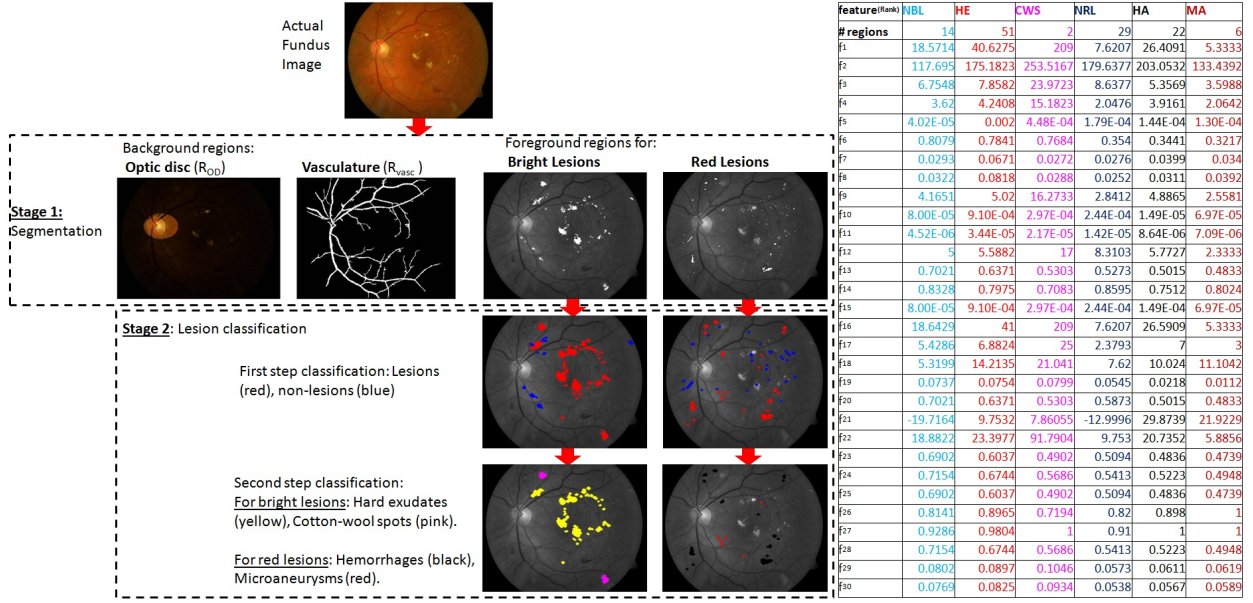 Actual
Fundus
Image
Background regions:
Optic disc (R_OD)
Vasculature (R_vasc )
Foreground regions for:
Bright Lesions
Red Lesions
Stage 1:
Segmentation
Stage 2: Lesion classification
First step classification: Lesions
(red), non-lesions (blue)
Second step classification:
For bright lesions: Hard exudates
(yellow), Cotton-wool spots (pink).
For red lesions: Hemorrhages (black),
Microaneurysms (red).
feature(Rank) NBL HE CWS NRL HA MA
# regions 14 51 2 29 22 6
f1 18.5714 40.6275 209 7.6207 26.4091 5.3333
f2 117.695 175.1823 253.5167 179.6377 203.0532 133.4392
f3 6.7548 7.8582 23.9723 8.6377 5.3569 3.5988
f4 3.62 4.2408 15.1823 2.0476 3.9161 2.0642
f5 4.02E-05 0.002 4.48E-04 1.79E-04 1.44E-04 1.30E-04
f6 0.8079 0.7841 0.7684 0.354 0.3441 0.3217
f7 0.0293 0.0671 0.0272 0.0276 0.0399 0.034
f8 0.0322 0.0818 0.0288 0.0252 0.0311 0.0392
f9 4.1651 5.02 16.2733 2.8412 4.8865 2.5581
f10 8.00E-05 9.10E-04 2.97E-04 2.44E-04 1.49E-05 6.97E-05
f11 4.52E-06 3.44E-05 2.17E-05 1.42E-05 8.64E-06 7.09E-06
f12 5 5.5882 17 8.3103 5.7727 2.3333
f13 0.7021 0.6371 0.5303 0.5273 0.5015 0.4833
f14 0.8328 0.7975 0.7083 0.8595 0.7512 0.8024
f15 8.00E-05 9.10E-04 2.97E-04 2.44E-04 1.49E-04 6.97E-05
f16 18.6429 41 209 7.6207 26.5909 5.3333
f17 5.4286 6.8824 25 2.3793 7 3
f18 5.3199 14.2135 21.041 7.62 10.024 11.1042
f19 0.0737 0.0754 0.0799 0.0545 0.0218 0.0112
f20 0.7021 0.6371 0.5303 0.5873 0.5015 0.4833
f21 -19.7164 9.7532 7.86055 -12.9996 29.8739 21.9229
f22 18.8822 23.3977 91.7904 9.753 20.7352 5.8856
f23 0.6902 0.6037 0.4902 0.5094 0.4836 0.4739
f24 0.7154 0.6744 0.5686 0.5413 0.5223 0.4948
f25 0.6902 0.6037 0.4902 0.5094 0.4836 0.4739
f26 0.8141 0.8965 0.7194 0.82 0.898 1
f27 0.9286 0.9804 1 0.91 1 1
f28 0.7154 0.6744 0.5686 0.5413 0.5223 0.4948
f29 0.0802 0.0897 0.1046 0.0573 0.0611 0.0619
f30 0.0769 0.0825 0.0934 0.0538 0.0567 0.0589